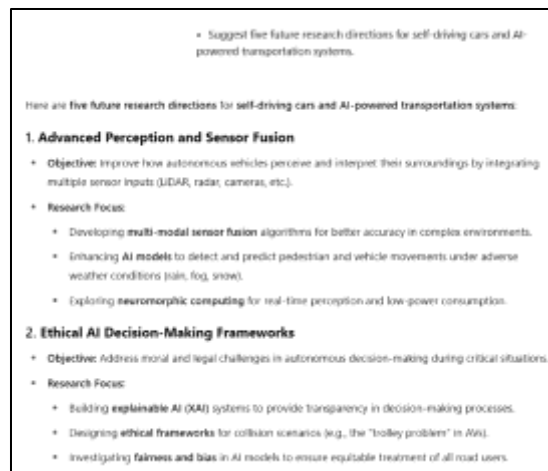 • Suggest five future research directions for self-driving cars and AI-
powered transportation systems.
Here are five future research directions for self-driving cars and AI-powered transportation systems:
1. Advanced Perception and Sensor Fusion
• Objective: Improve how autonomous vehicles perceive and interpret their surroundings by integrating
multiple sensor inputs (LiDAR, radar, cameras, etc.).
• Research Focus:
• Developing multi-modal sensor fusion algorithms for better accuracy in complex environments.
• Enhancing AI models to detect and predict pedestrian and vehicle movements under adverse
weather conditions (rain, fog, snow).
• Exploring neuromorphic computing for real-time perception and low-power consumption.
2. Ethical AI Decision-Making Frameworks
• Objective: Address moral and legal challenges in autonomous decision-making during critical situations.
• Research Focus:
• Building explainable AI (XAI) systems to provide transparency in decision-making processes.
• Designing ethical frameworks for collision scenarios (e.g., the "trolley problem" in AVs).
• Investigating fairness and bias in AI models to ensure equitable treatment of all road users.